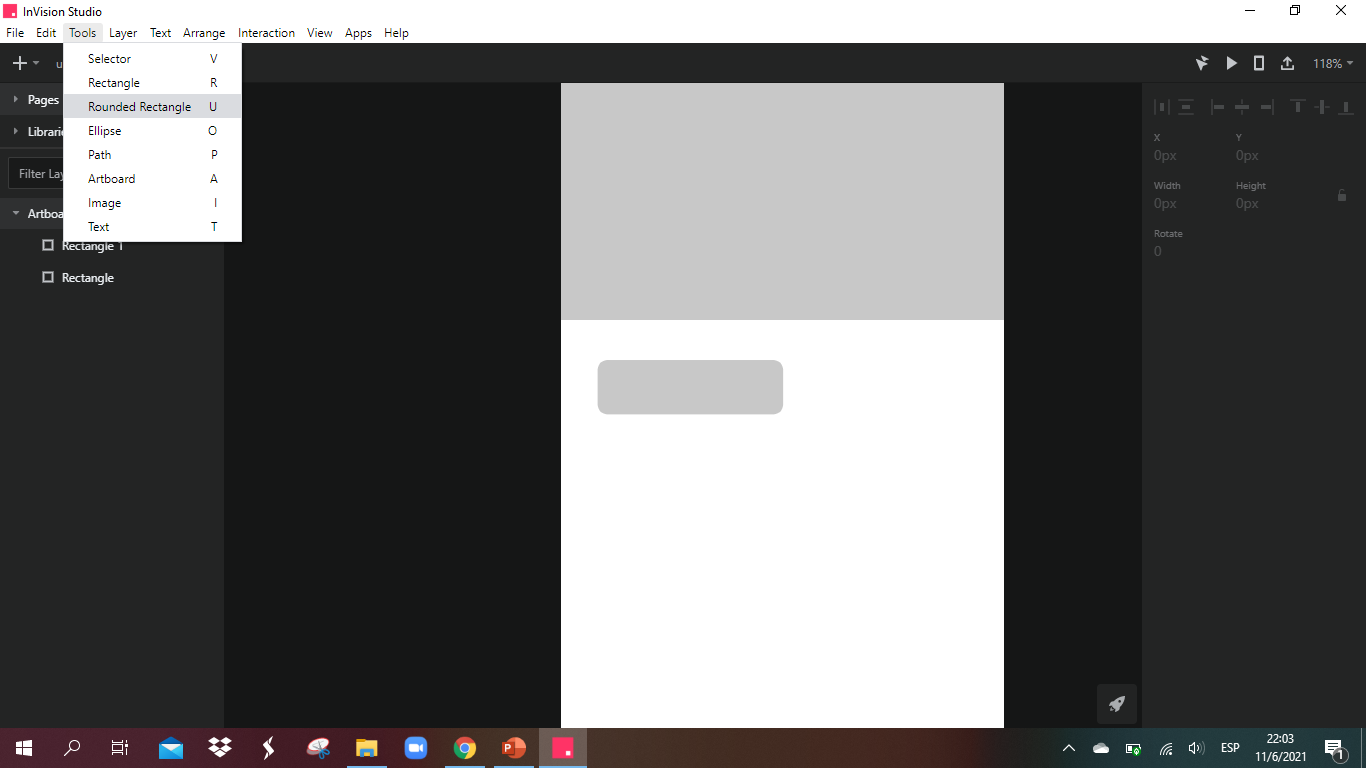 InVision Studio
File Edit Tools Layer Text Arrange Interaction View Apps Help
118%
Selector V
Rectangle R
Rounded Rectangle U
Ellipse O
Path P
Artboard A
Image I
Text T
Pages
Filter
Rectangle 1
Rectangle
X Y
0px 0px
Width Height
0px 0px
Rotate
0
ESP
22:03
11/6/2021
1